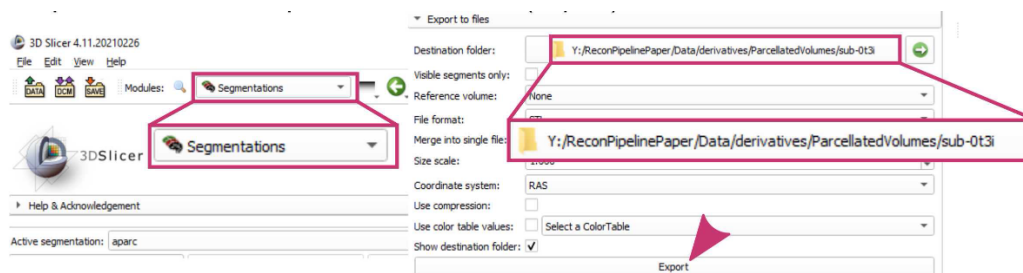 3D Slicer 4.11.20210226
File Edit View Help
DATA DCM SAVE Modules: Segmentations
Segmentations
3DSlicer
Help & Acknowledgement
Active segmentation: aparc
Export to files
Destination folder: Y:/ReconPipelinePaper/Data/derivatives/ParcellatedVolumes/sub-0t3i
Visible segments only:
Reference volume: None
File format:
Merge into single file:
Y:/ReconPipelinePaper/Data/derivatives/ParcellatedVolumes/sub-0t3i
Size scale:
Coordinate system: RAS
Use compression:
Use color table values: Select a ColorTable
Show destination folder:
Export